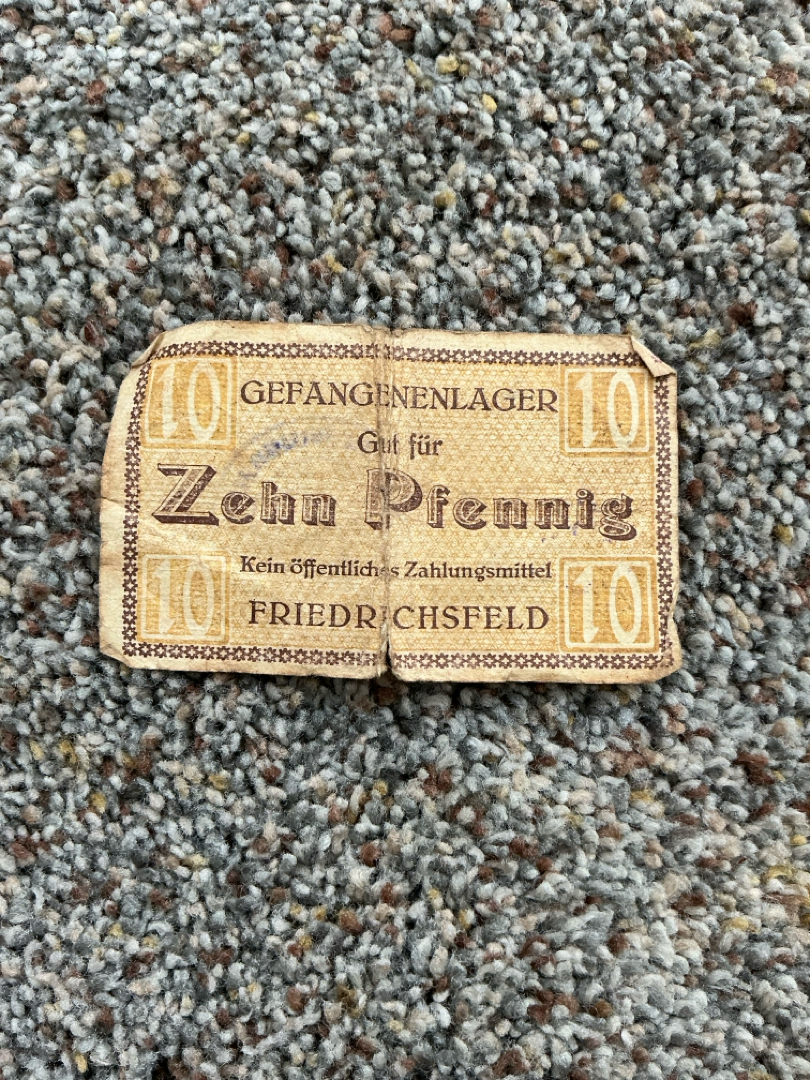 10 GEFANGENENLAGER 10
Gut für
Zehn Pfennig
Kein öffentliches Zahlungsmittel
10 FRIEDRICHSFELD 10